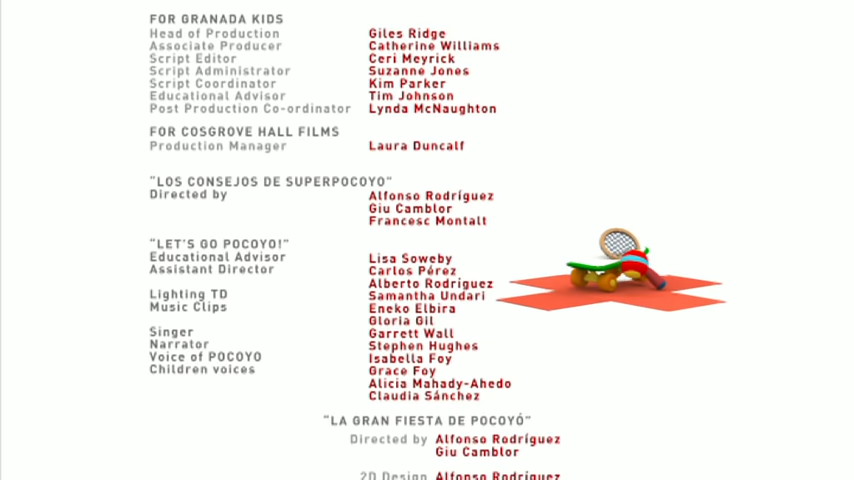 FOR GRANADA KIDS
Head of Production Giles Ridge
Associate Producer Catherine Williams
Script Editor Ceri Meyrick
Script Administrator Suzanne Jones
Script Coordinator Kim Parker
Educational Advisor Tim Johnson
Post Production Co-ordinator Lynda McNaughton
FOR COSGROVE HALL FILMS
Production Manager Laura Duncalf
"LOS CONSEJOS DE SUPERPOCOYO"
Directed by Alfonso Rodríguez
Giu Camblor
Francesc Montalt
"LET'S GO POCOYO!"
Educational Advisor Lisa Soweby
Assistant Director Carlos Pérez
Alberto Rodríguez
Lighting TD Samantha Undari
Music Clips Eneko Elbira
Gloria Gil
Singer Garrett Wall
Narrator Stephen Hughes
Voice of POCOYO Isabella Foy
Children voices Grace Foy
Alicia Mahady-Ahedo
Claudia Sánchez
"LA GRAN FIESTA DE POCOYÓ"
Directed by Alfonso Rodríguez
Giu Camblor
2D Design Alfonso Rodríguez